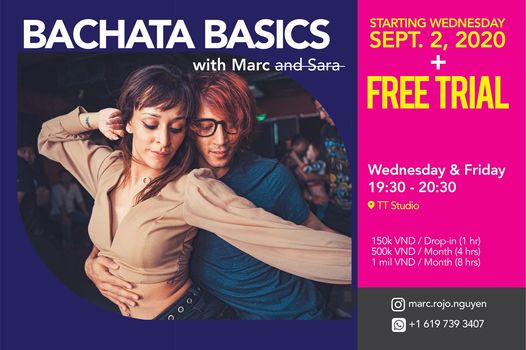 BACHATA BASICS
with Marc and Sara
STARTING WEDNESDAY
SEPT. 2, 2020
+
FREE TRIAL
Wednesday & Friday
19:30 - 20:30
TT Studio
150k VND / Drop-in (1 hr)
500k VND / Month (4 hrs)
1 mil VND / Month (8 hrs)
marc.rojo.nguyen
+1 619 739 3407